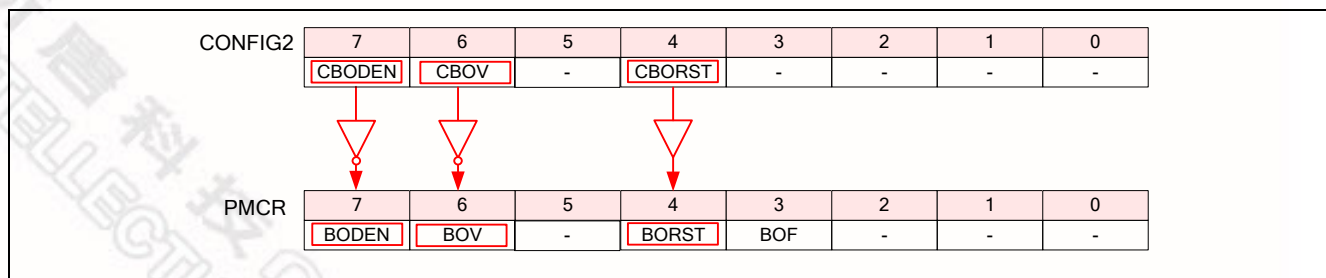 CONFIG2 7 6 5 4 3 2 1 0
CBODEN CBOV - CBORST - - - -
PMCR 7 6 5 4 3 2 1 0
BODEN BOV - BORST BOF - - -